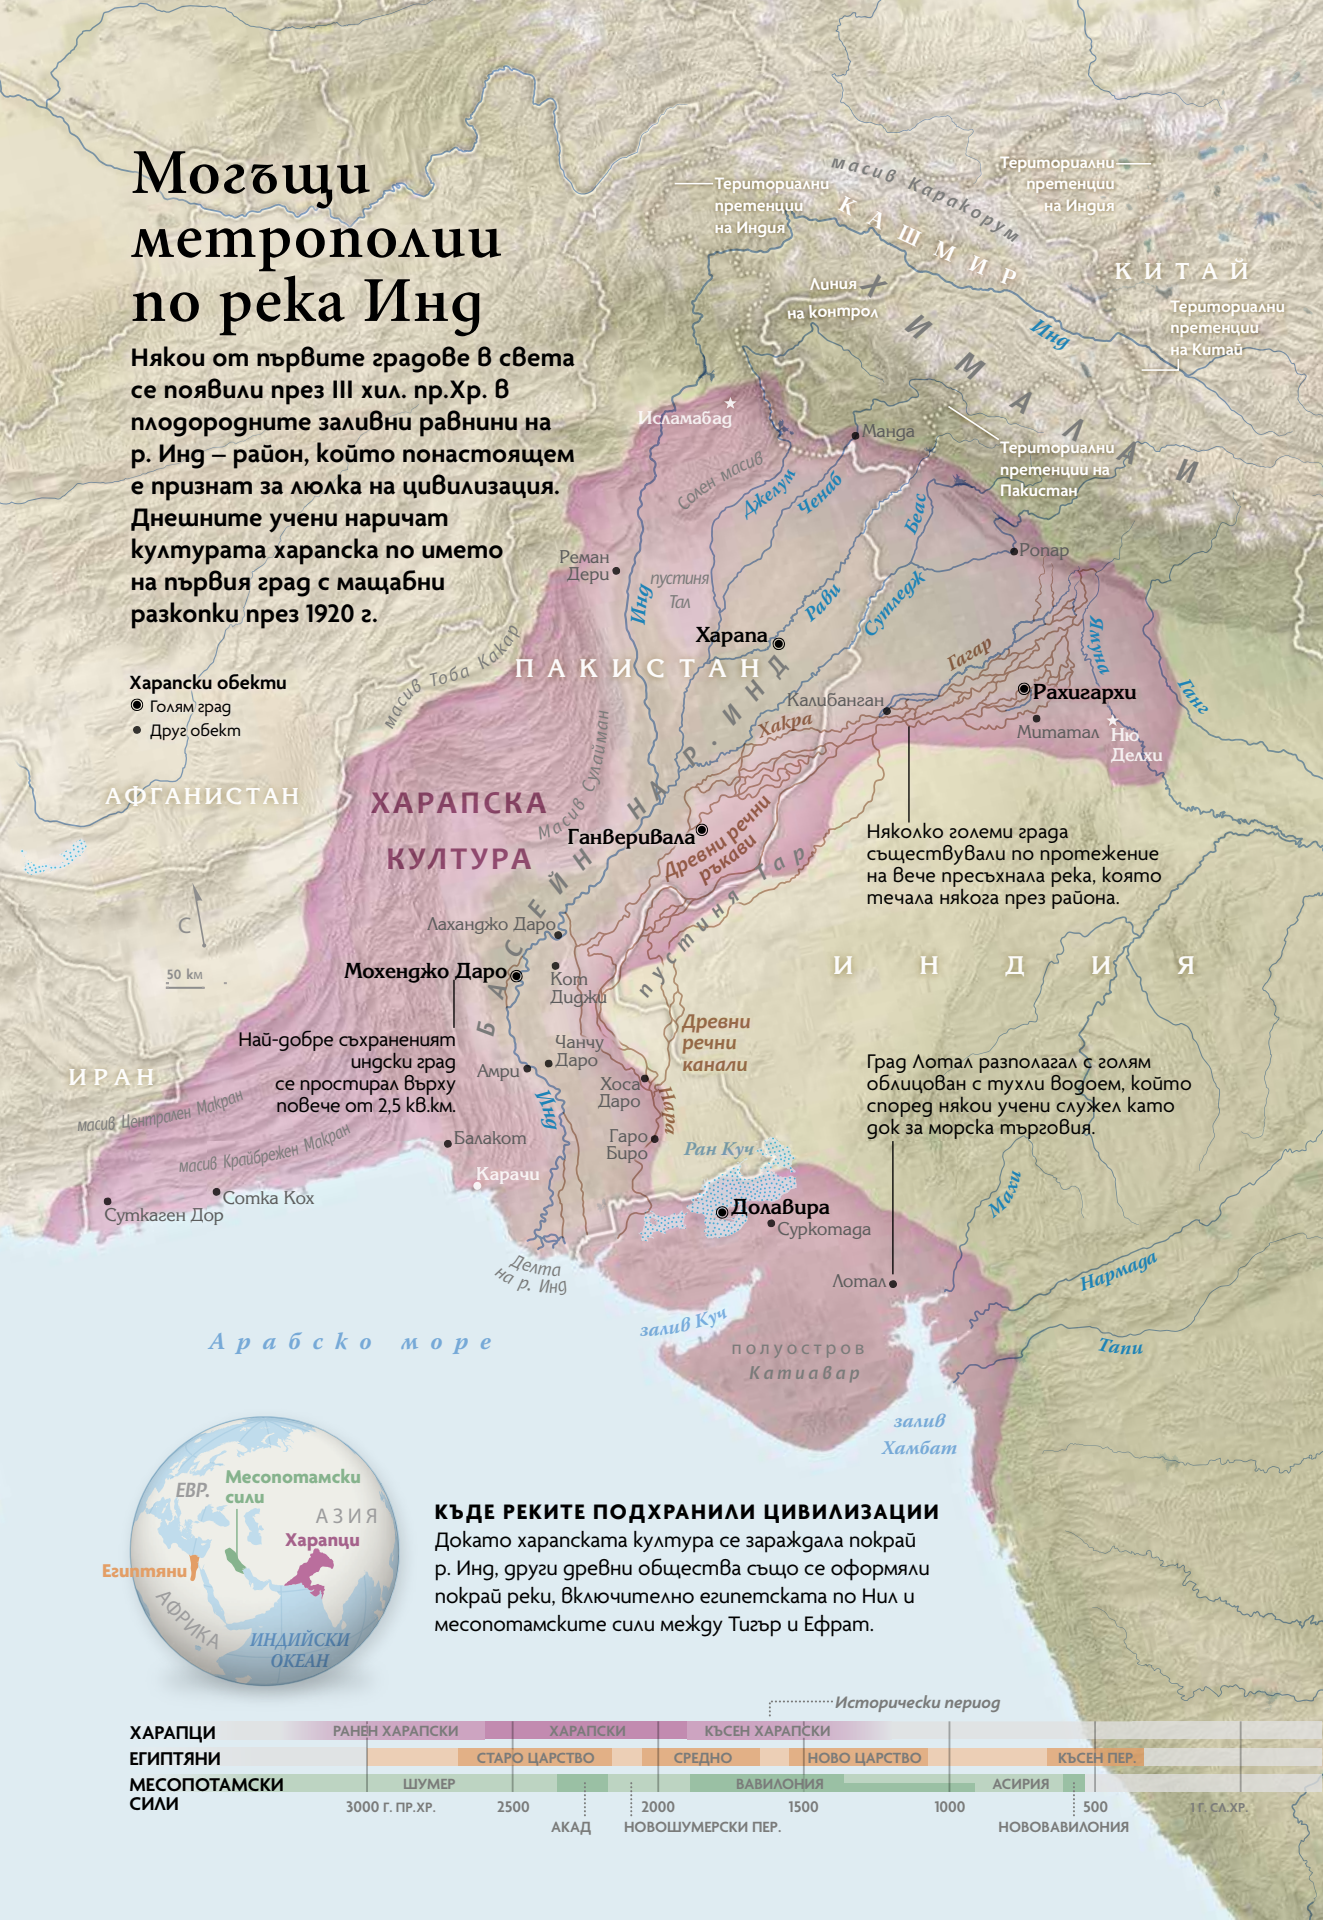 Могъщи
метрополии
по река Инд
Някои от първите градове в света
се появили през III хил. пр.Хр. в
плодородните заливни равнини на
р. Инд – район, който понастоящем
е признат за люлка на цивилизация.
Днешните учени наричат
културата харапска по името
на първия град с мащабни
разкопки през 1920 г.
Харапски обекти
Голям град
Друг обект
Териториални
претенции
на Индия
масив Каракорум
КАШМИР
Териториални
претенции
на Индия
КИТАЙ
Линия
на контрол
ХИМАЛАИ
Инд
Териториални
претенции
на Китай
Исламабад
Манда
Териториални
претенции на
Пакистан
Солен масив
Джелум
Ченаб
Беас
Ропар
Реман
Дери
пустиня
Тал
Инд
Рави
Сутледж
Харапа
Гагар
Ямуна
Ганг
масив Тоба Какар
ПАКИСТАН
Калибанган
Рахигархи
Хакра
Митатал
Ню
Делхи
Масив Сулайман
БАСЕЙН НА Р. ИНД
АФГАНИСТАН
ХАРАПСКА
КУЛТУРА
Ганверивала
Древни речни
ръкави
пустиня Тар
Няколко големи града
съществували по протежение
на вече пресъхнала река, която
течала някога през района.
С
50 км
Лаханджо Даро
Мохенджо Даро
Кот
Диджи
ИНДИЯ
Най-добре съхраненият
индски град
се простирал върху
повече от 2,5 кв.км.
Древни
речни
канали
Чанчу
Даро
Амри
Хоса
Даро
Нара
Инд
Град Лотал разполагал с голям
облицован с тухли водоем, който
според някои учени служел като
док за морска търговия.
ИРАН
масив Централен Макран
масив Крайбрежен Макран
Балакот
Гаро
Биро
Ран Куч
Карачи
Сотка Кох
Суткаген Дор
Долавира
Суркотада
Махи
Делта
на р. Инд
Лотал
Нармада
залив Куч
Тапи
Арабско море
полуостров
Катиавар
залив
Хамбат
ЕВР.
Месопотамски
сили
АЗИЯ
Харапци
Египтяни
АФРИКА
ИНДИЙСКИ
ОКЕАН
КЪДЕ РЕКИТЕ ПОДХРАНИЛИ ЦИВИЛИЗАЦИИ
Докато харапската култура се зараждала покрай
р. Инд, други древни общества също се оформяли
покрай реки, включително египетската по Нил и
месопотамските сили между Тигър и Ефрат.
Исторически период
ХАРАПЦИ
РАНЕН ХАРАПСКИ
ХАРАПСКИ
КЪСЕН ХАРАПСКИ
ЕГИПТЯНИ
СТАРО ЦАРСТВО
СРЕДНО
НОВО ЦАРСТВО
КЪСЕН ПЕР.
МЕСОПОТАМСКИ
СИЛИ
ШУМЕР
ВАВИЛОНИЯ
АСИРИЯ
3000 Г. ПР.ХР.
2500
2000
1500
1000
500
1 Г. СЛ.ХР.
АКАД
НОВОШУМЕРСКИ ПЕР.
НОВОВАВИЛОНИЯ